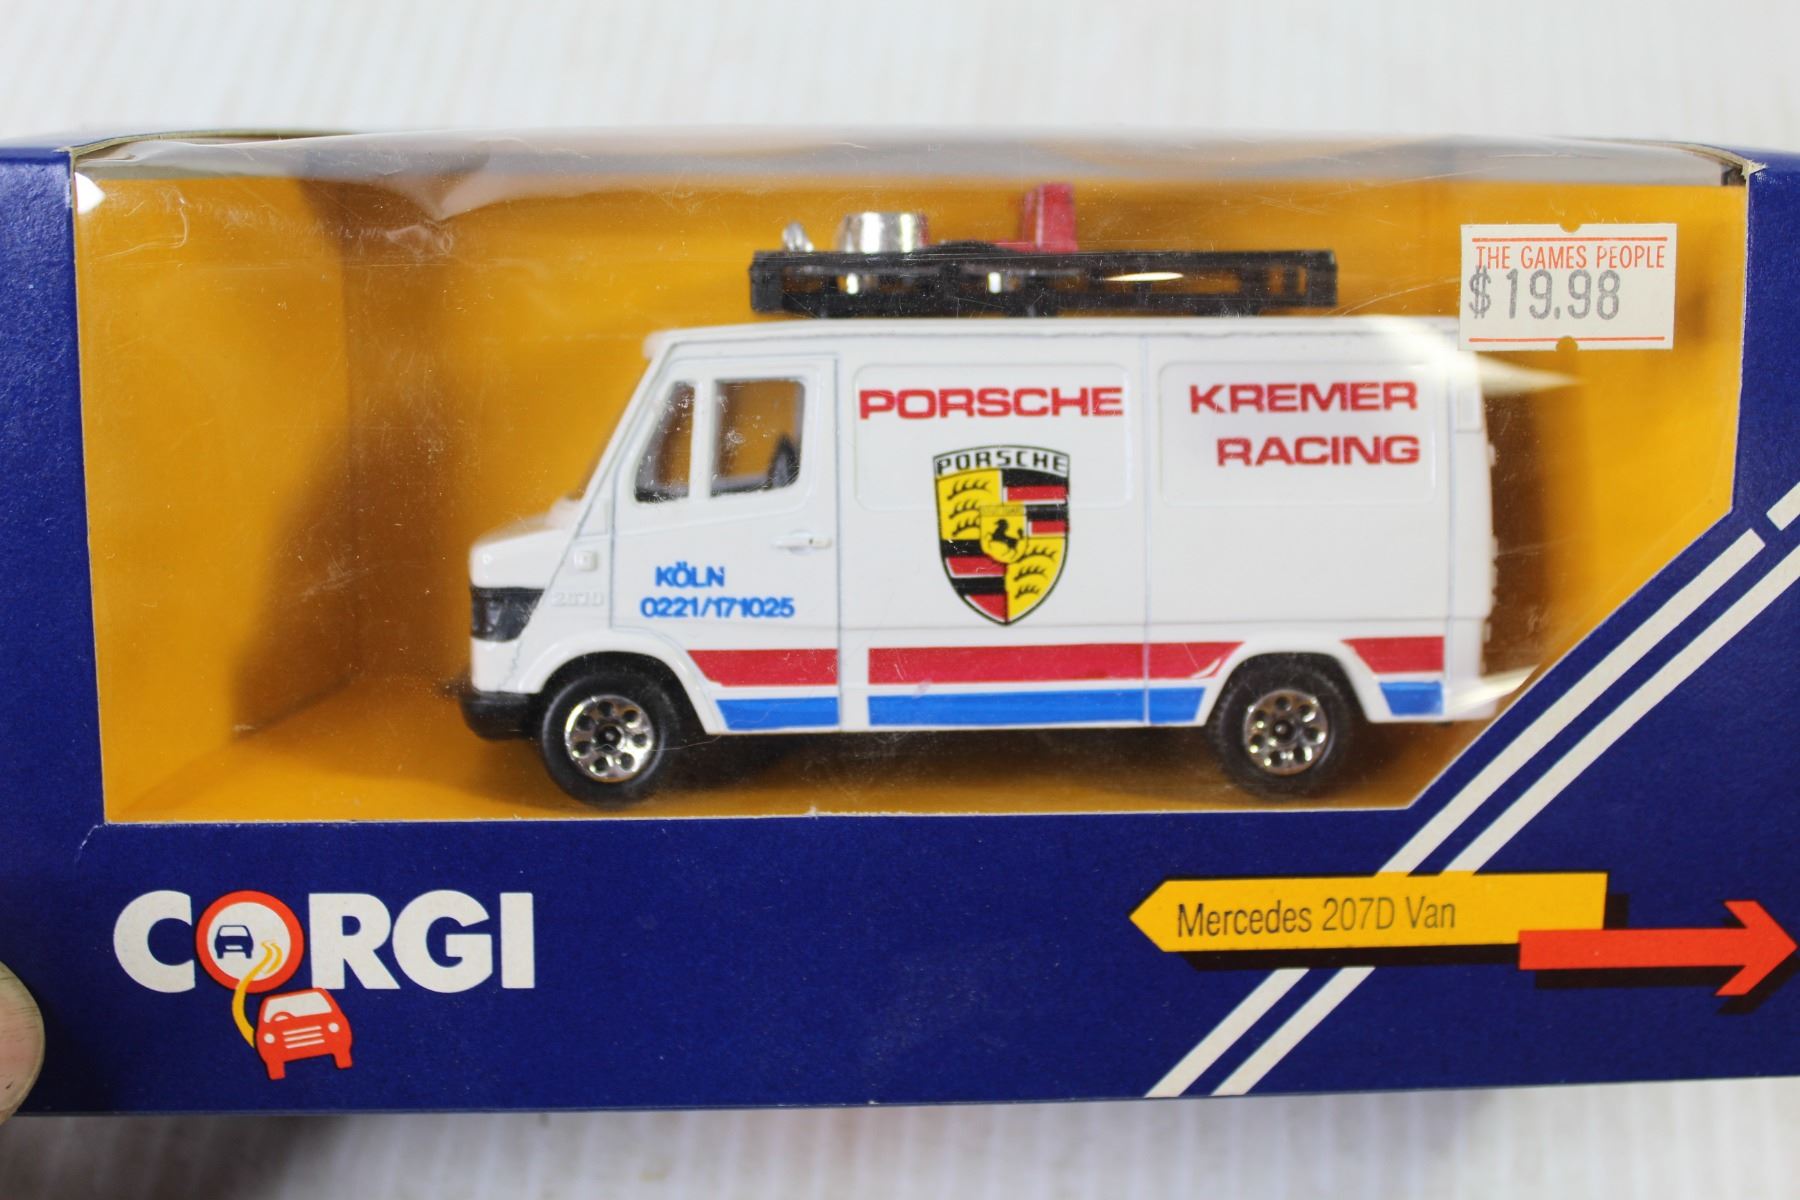 THE GAMES PEOPLE
$19.98
PORSCHE
KREMER
RACING
PORSCHE
KÖLN
0221/171025
CORGI
Mercedes 207D Van